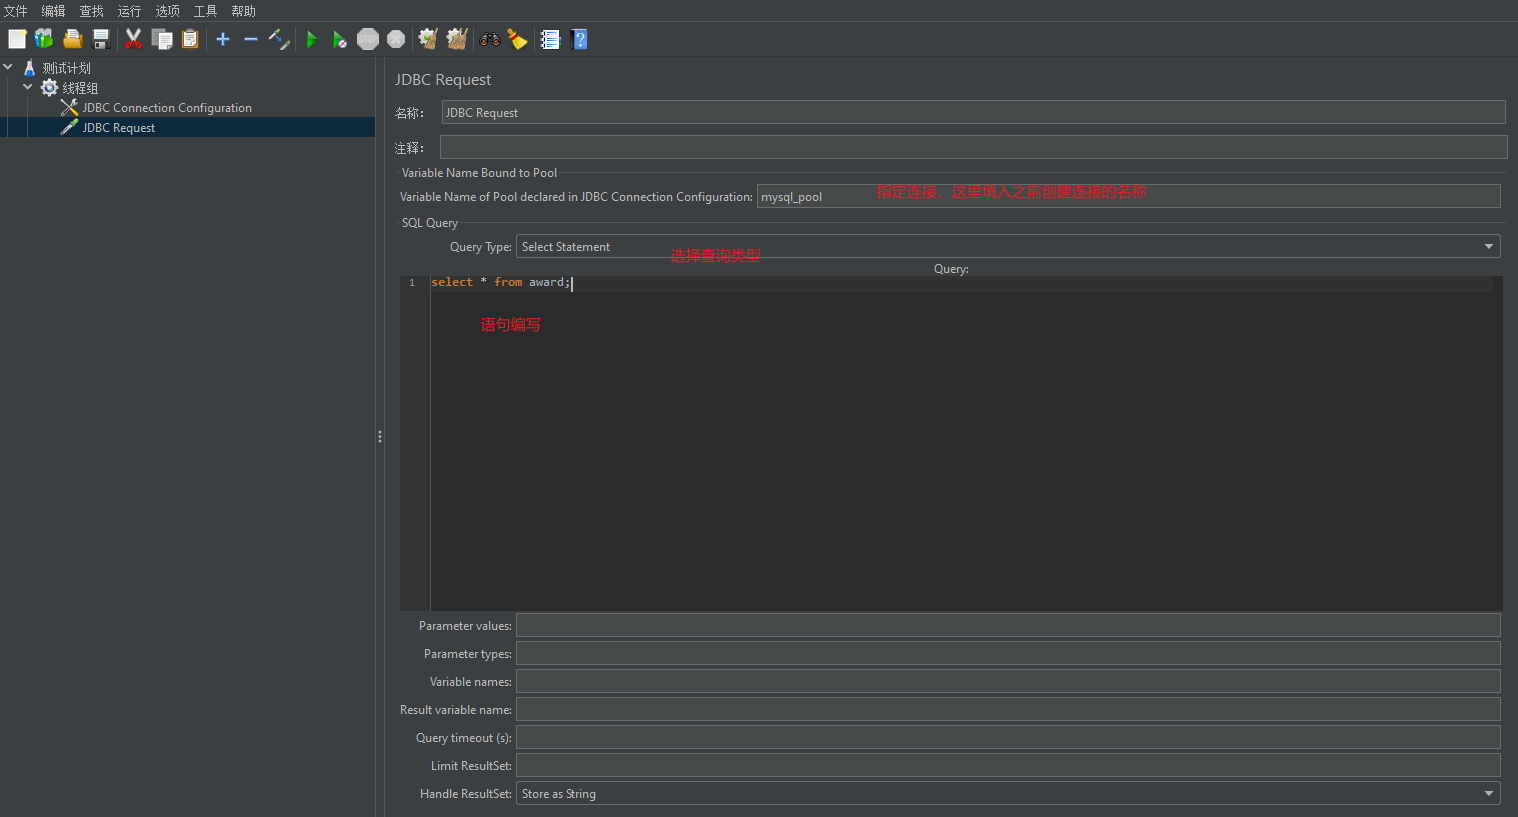 文件 编辑 查找 运行 选项 工具 帮助
测试计划
线程组
JDBC Connection Configuration
JDBC Request
JDBC Request
名称： JDBC Request
注释：
Variable Name Bound to Pool
Variable Name of Pool declared in JDBC Connection Configuration: mysql_pool 指定连接，这里填入之前创建连接的名称
SQL Query
Query Type: Select Statement
选择查询类型
Query:
1 select * from award;
语句编写
Parameter values:
Parameter types:
Variable names:
Result variable name:
Query timeout (s):
Limit ResultSet:
Handle ResultSet: Store as String